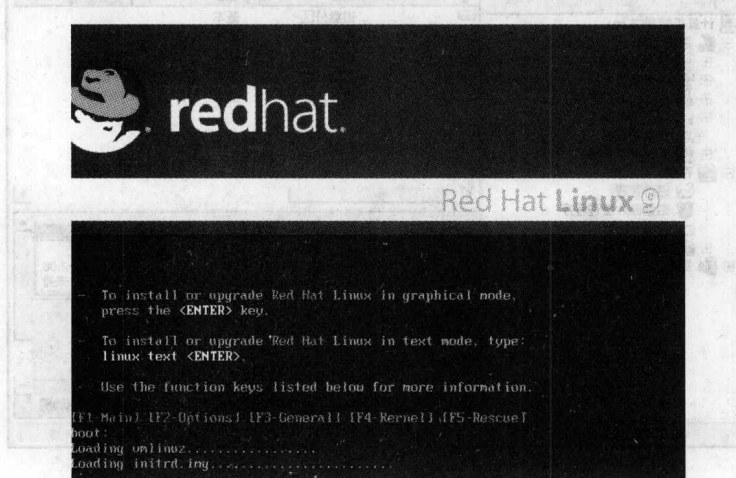 redhat.
Red Hat Linux 9
- To install or upgrade Red Hat Linux in graphical mode,
press the <ENTER> key.
- To install or upgrade Red Hat Linux in text mode, type:
linux text <ENTER>.
- Use the function keys listed below for more information.
[F1-Main] [F2-Options] [F3-General] [F4-Kernel] [F5-Rescue]
boot:
Loading vmlinuz................
Loading initrd.img......................